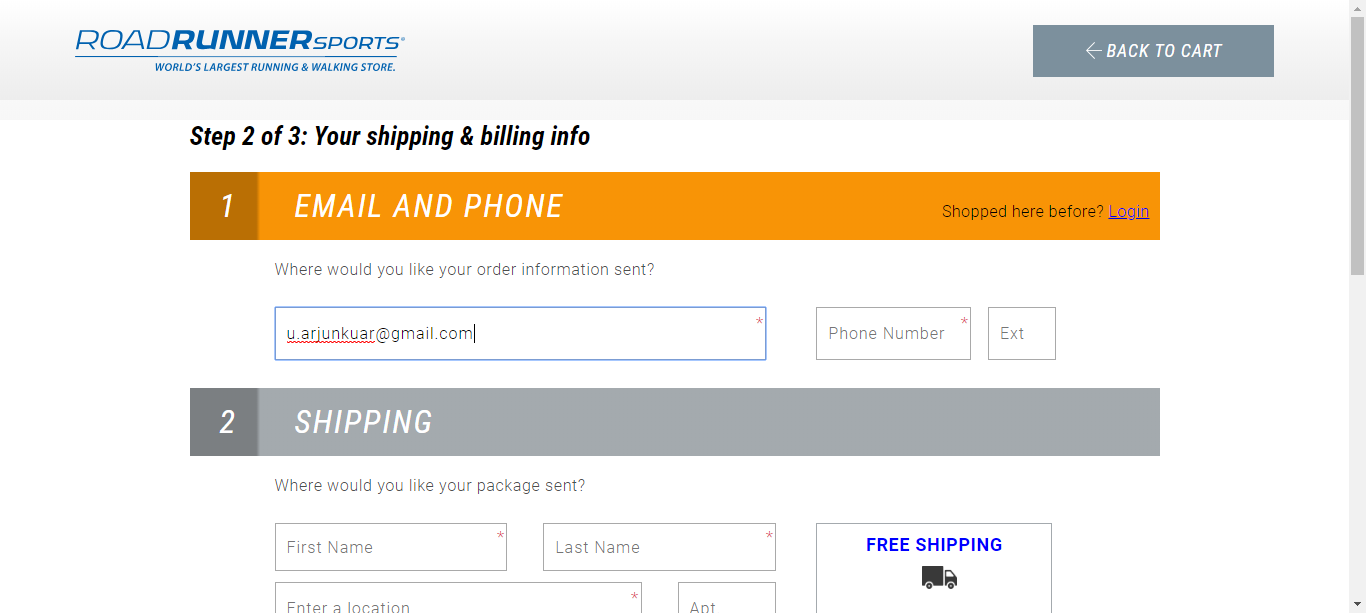 ROADRUNNERSPORTS®
WORLD'S LARGEST RUNNING & WALKING STORE.
BACK TO CART
Step 2 of 3: Your shipping & billing info
1 EMAIL AND PHONE
Shopped here before? Login
Where would you like your order information sent?
u.arjunkuar@gmail.com *
Phone Number *
Ext
2 SHIPPING
Where would you like your package sent?
First Name *
Last Name *
FREE SHIPPING
Enter a location *
Apt